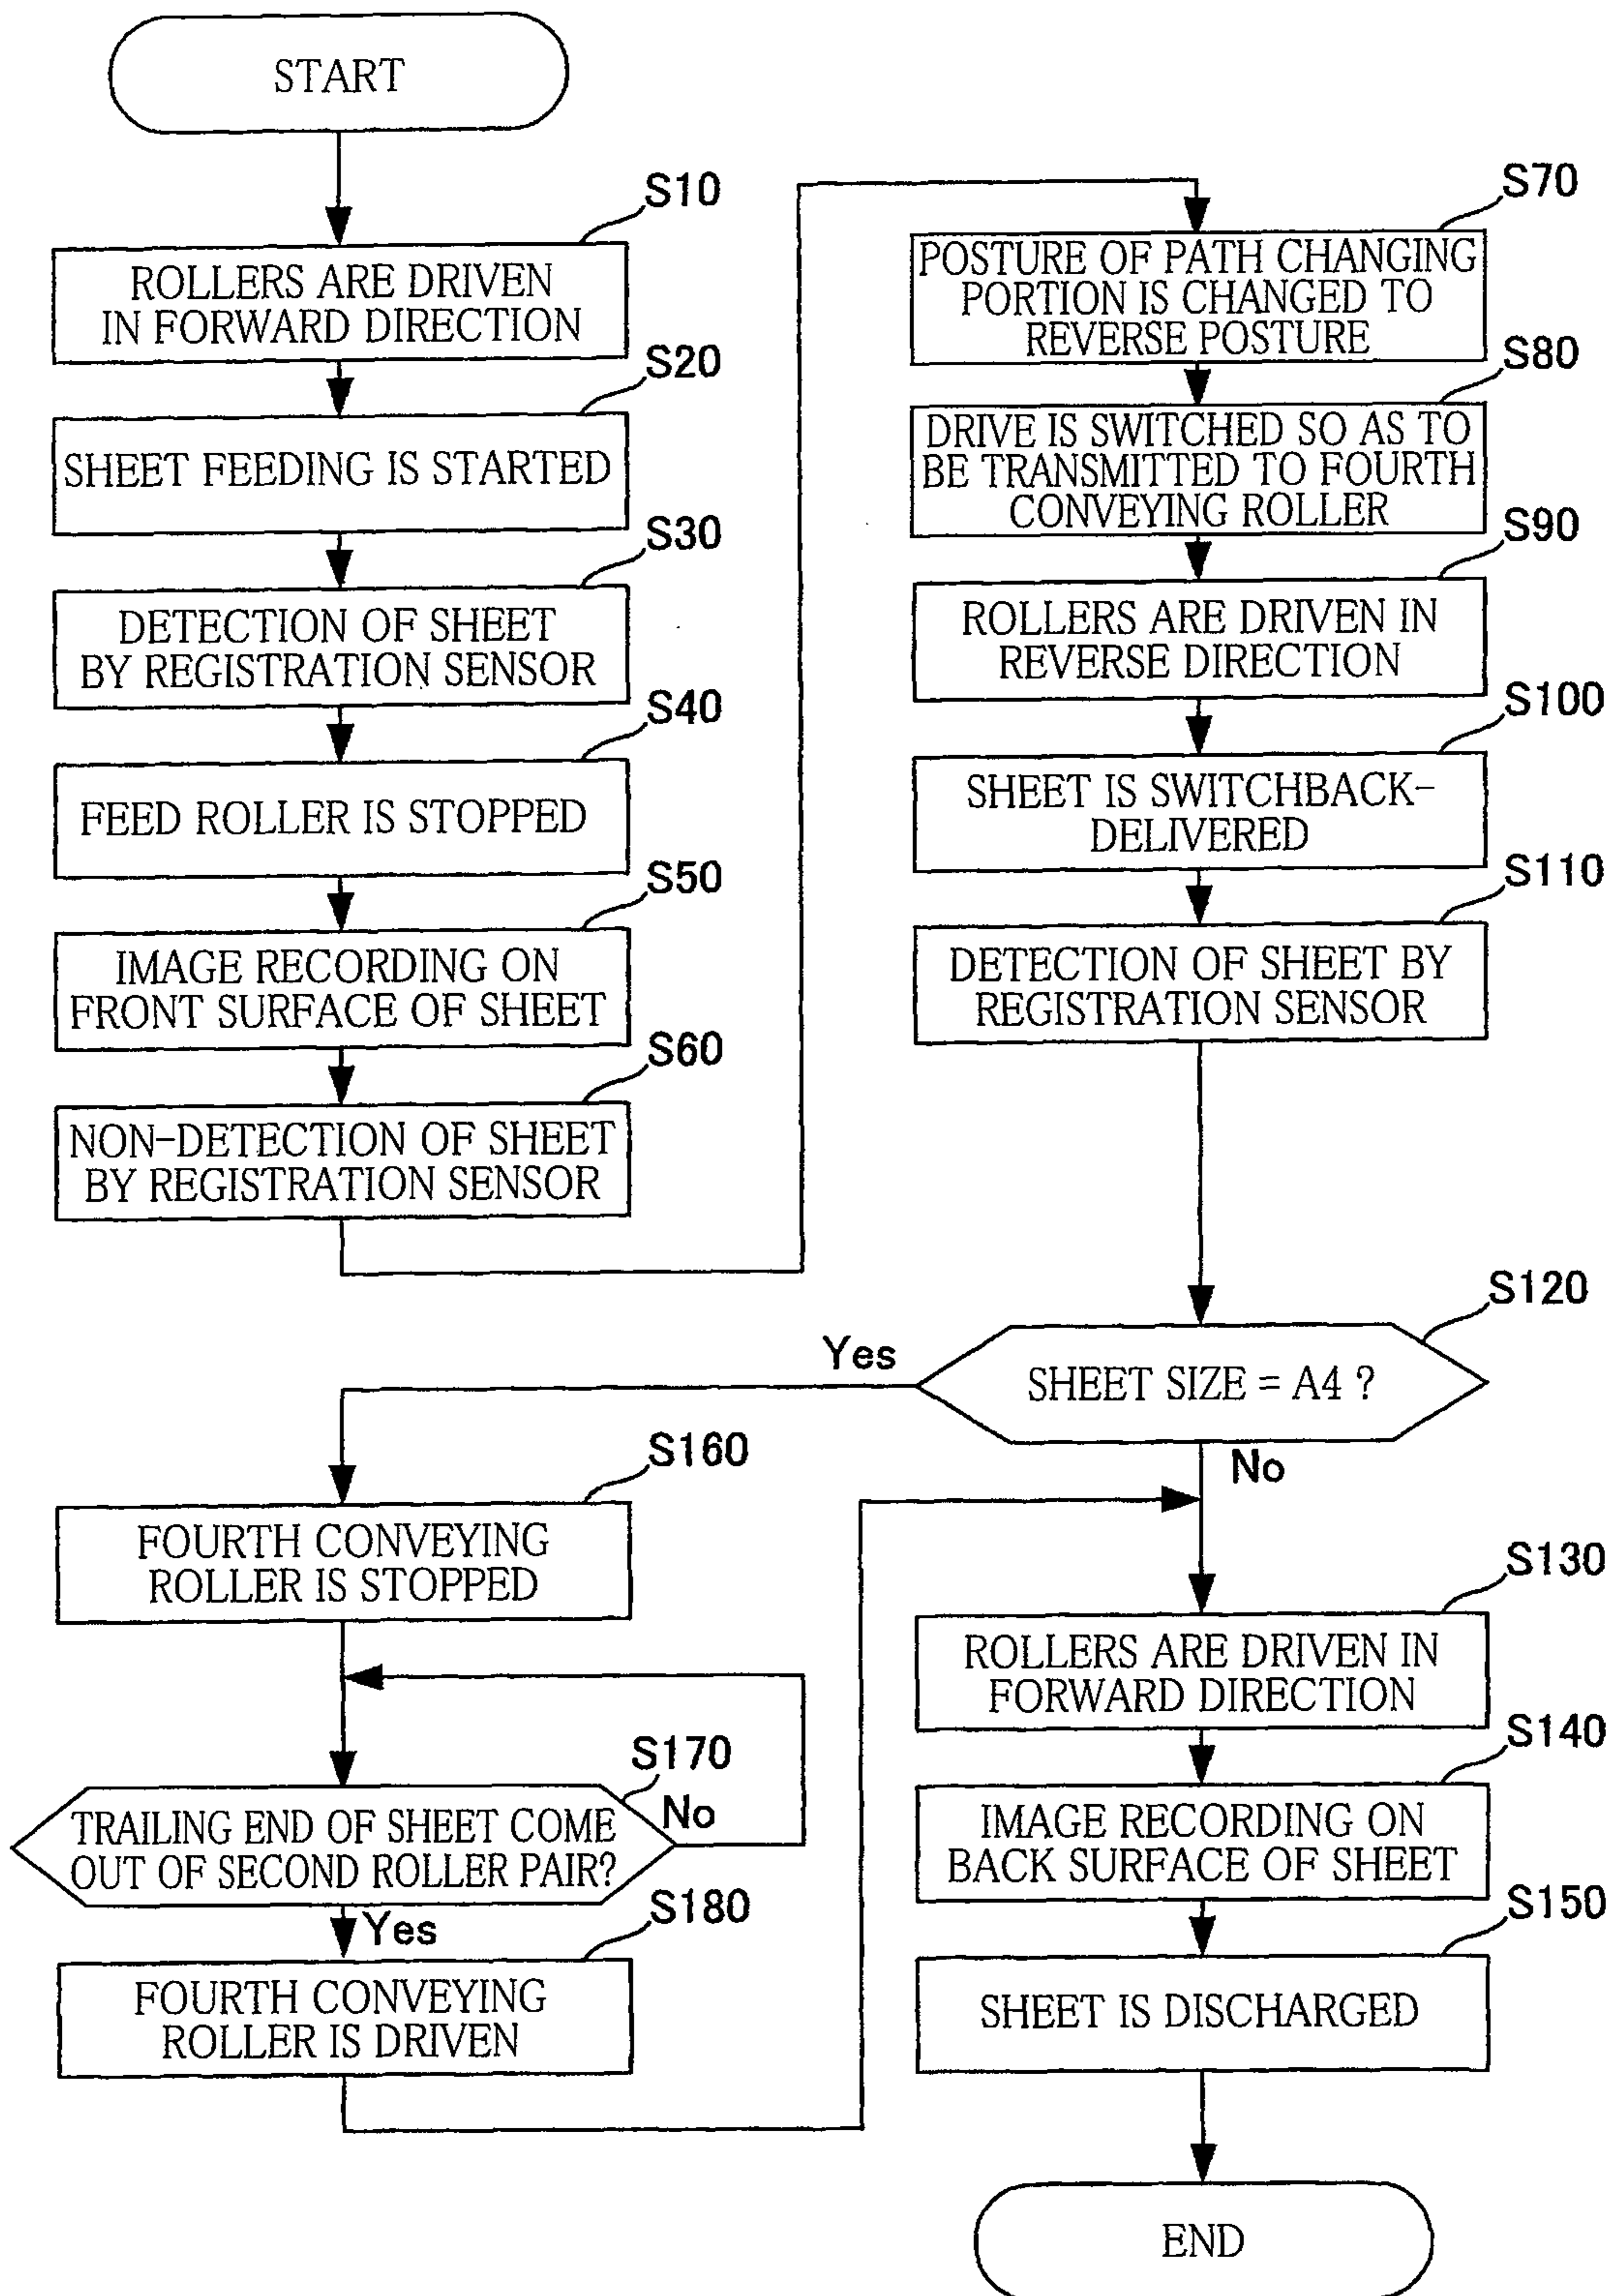 START
S10
ROLLERS ARE DRIVEN
IN FORWARD DIRECTION
S20
SHEET FEEDING IS STARTED
S30
DETECTION OF SHEET
BY REGISTRATION SENSOR
S40
FEED ROLLER IS STOPPED
S50
IMAGE RECORDING ON
FRONT SURFACE OF SHEET
S60
NON-DETECTION OF SHEET
BY REGISTRATION SENSOR
S70
POSTURE OF PATH CHANGING
PORTION IS CHANGED TO
REVERSE POSTURE
S80
DRIVE IS SWITCHED SO AS TO
BE TRANSMITTED TO FOURTH
CONVEYING ROLLER
S90
ROLLERS ARE DRIVEN IN
REVERSE DIRECTION
S100
SHEET IS SWITCHBACK-
DELIVERED
S110
DETECTION OF SHEET BY
REGISTRATION SENSOR
S120
SHEET SIZE = A4 ?
Yes
No
S160
FOURTH CONVEYING
ROLLER IS STOPPED
S170
TRAILING END OF SHEET COME
OUT OF SECOND ROLLER PAIR?
No
Yes
S180
FOURTH CONVEYING
ROLLER IS DRIVEN
S130
ROLLERS ARE DRIVEN IN
FORWARD DIRECTION
S140
IMAGE RECORDING ON
BACK SURFACE OF SHEET
S150
SHEET IS DISCHARGED
END